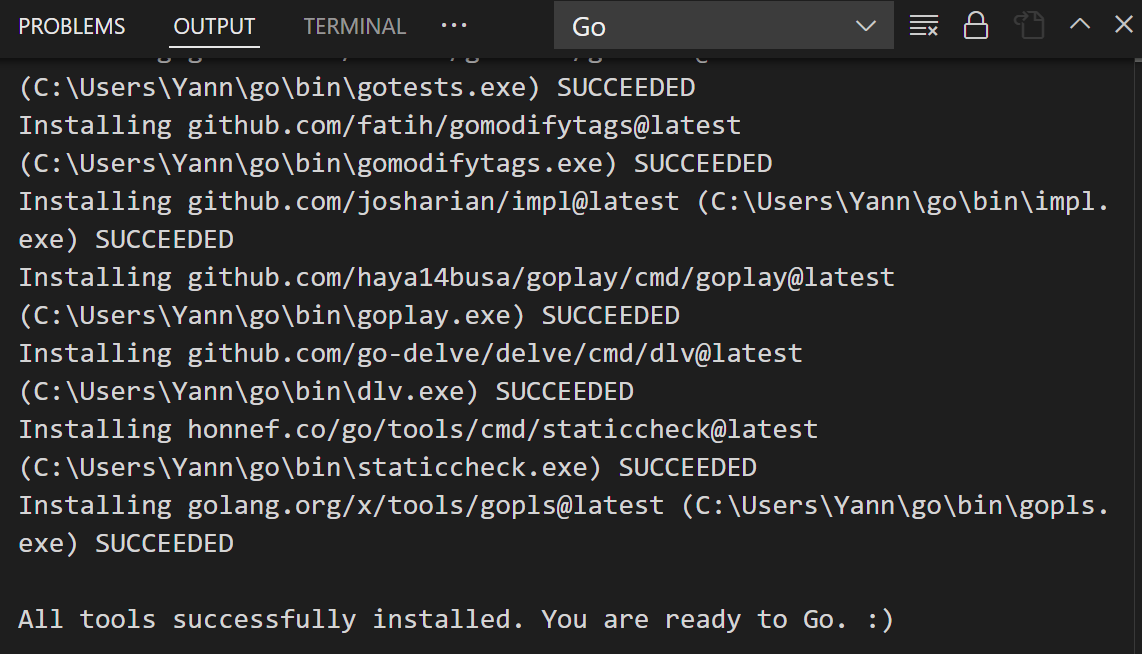 PROBLEMS OUTPUT TERMINAL ... Go
(C:\Users\Yann\go\bin\gotests.exe) SUCCEEDED
Installing github.com/fatih/gomodifytags@latest
(C:\Users\Yann\go\bin\gomodifytags.exe) SUCCEEDED
Installing github.com/josharian/impl@latest (C:\Users\Yann\go\bin\impl.
exe) SUCCEEDED
Installing github.com/haya14busa/goplay/cmd/goplay@latest
(C:\Users\Yann\go\bin\goplay.exe) SUCCEEDED
Installing github.com/go-delve/delve/cmd/dlv@latest
(C:\Users\Yann\go\bin\dlv.exe) SUCCEEDED
Installing honnef.co/go/tools/cmd/staticcheck@latest
(C:\Users\Yann\go\bin\staticcheck.exe) SUCCEEDED
Installing golang.org/x/tools/gopls@latest (C:\Users\Yann\go\bin\gopls.
exe) SUCCEEDED
All tools successfully installed. You are ready to Go. :)